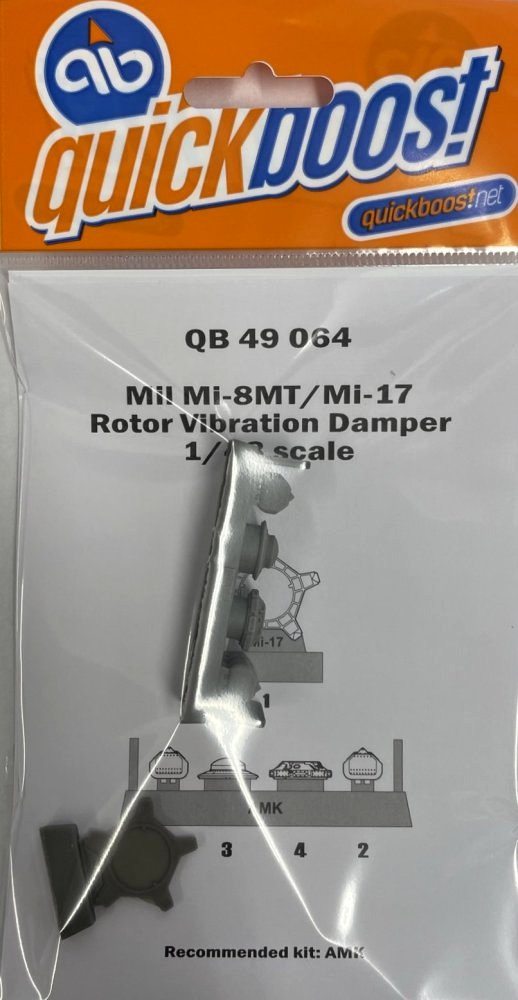 qb
quickboost
quickboost.net
QB 49 064
Mil Mi-8MT/Mi-17
Rotor Vibration Damper
scale
Mi-17
1
AMK
3 4 2
Recommended kit: AMK